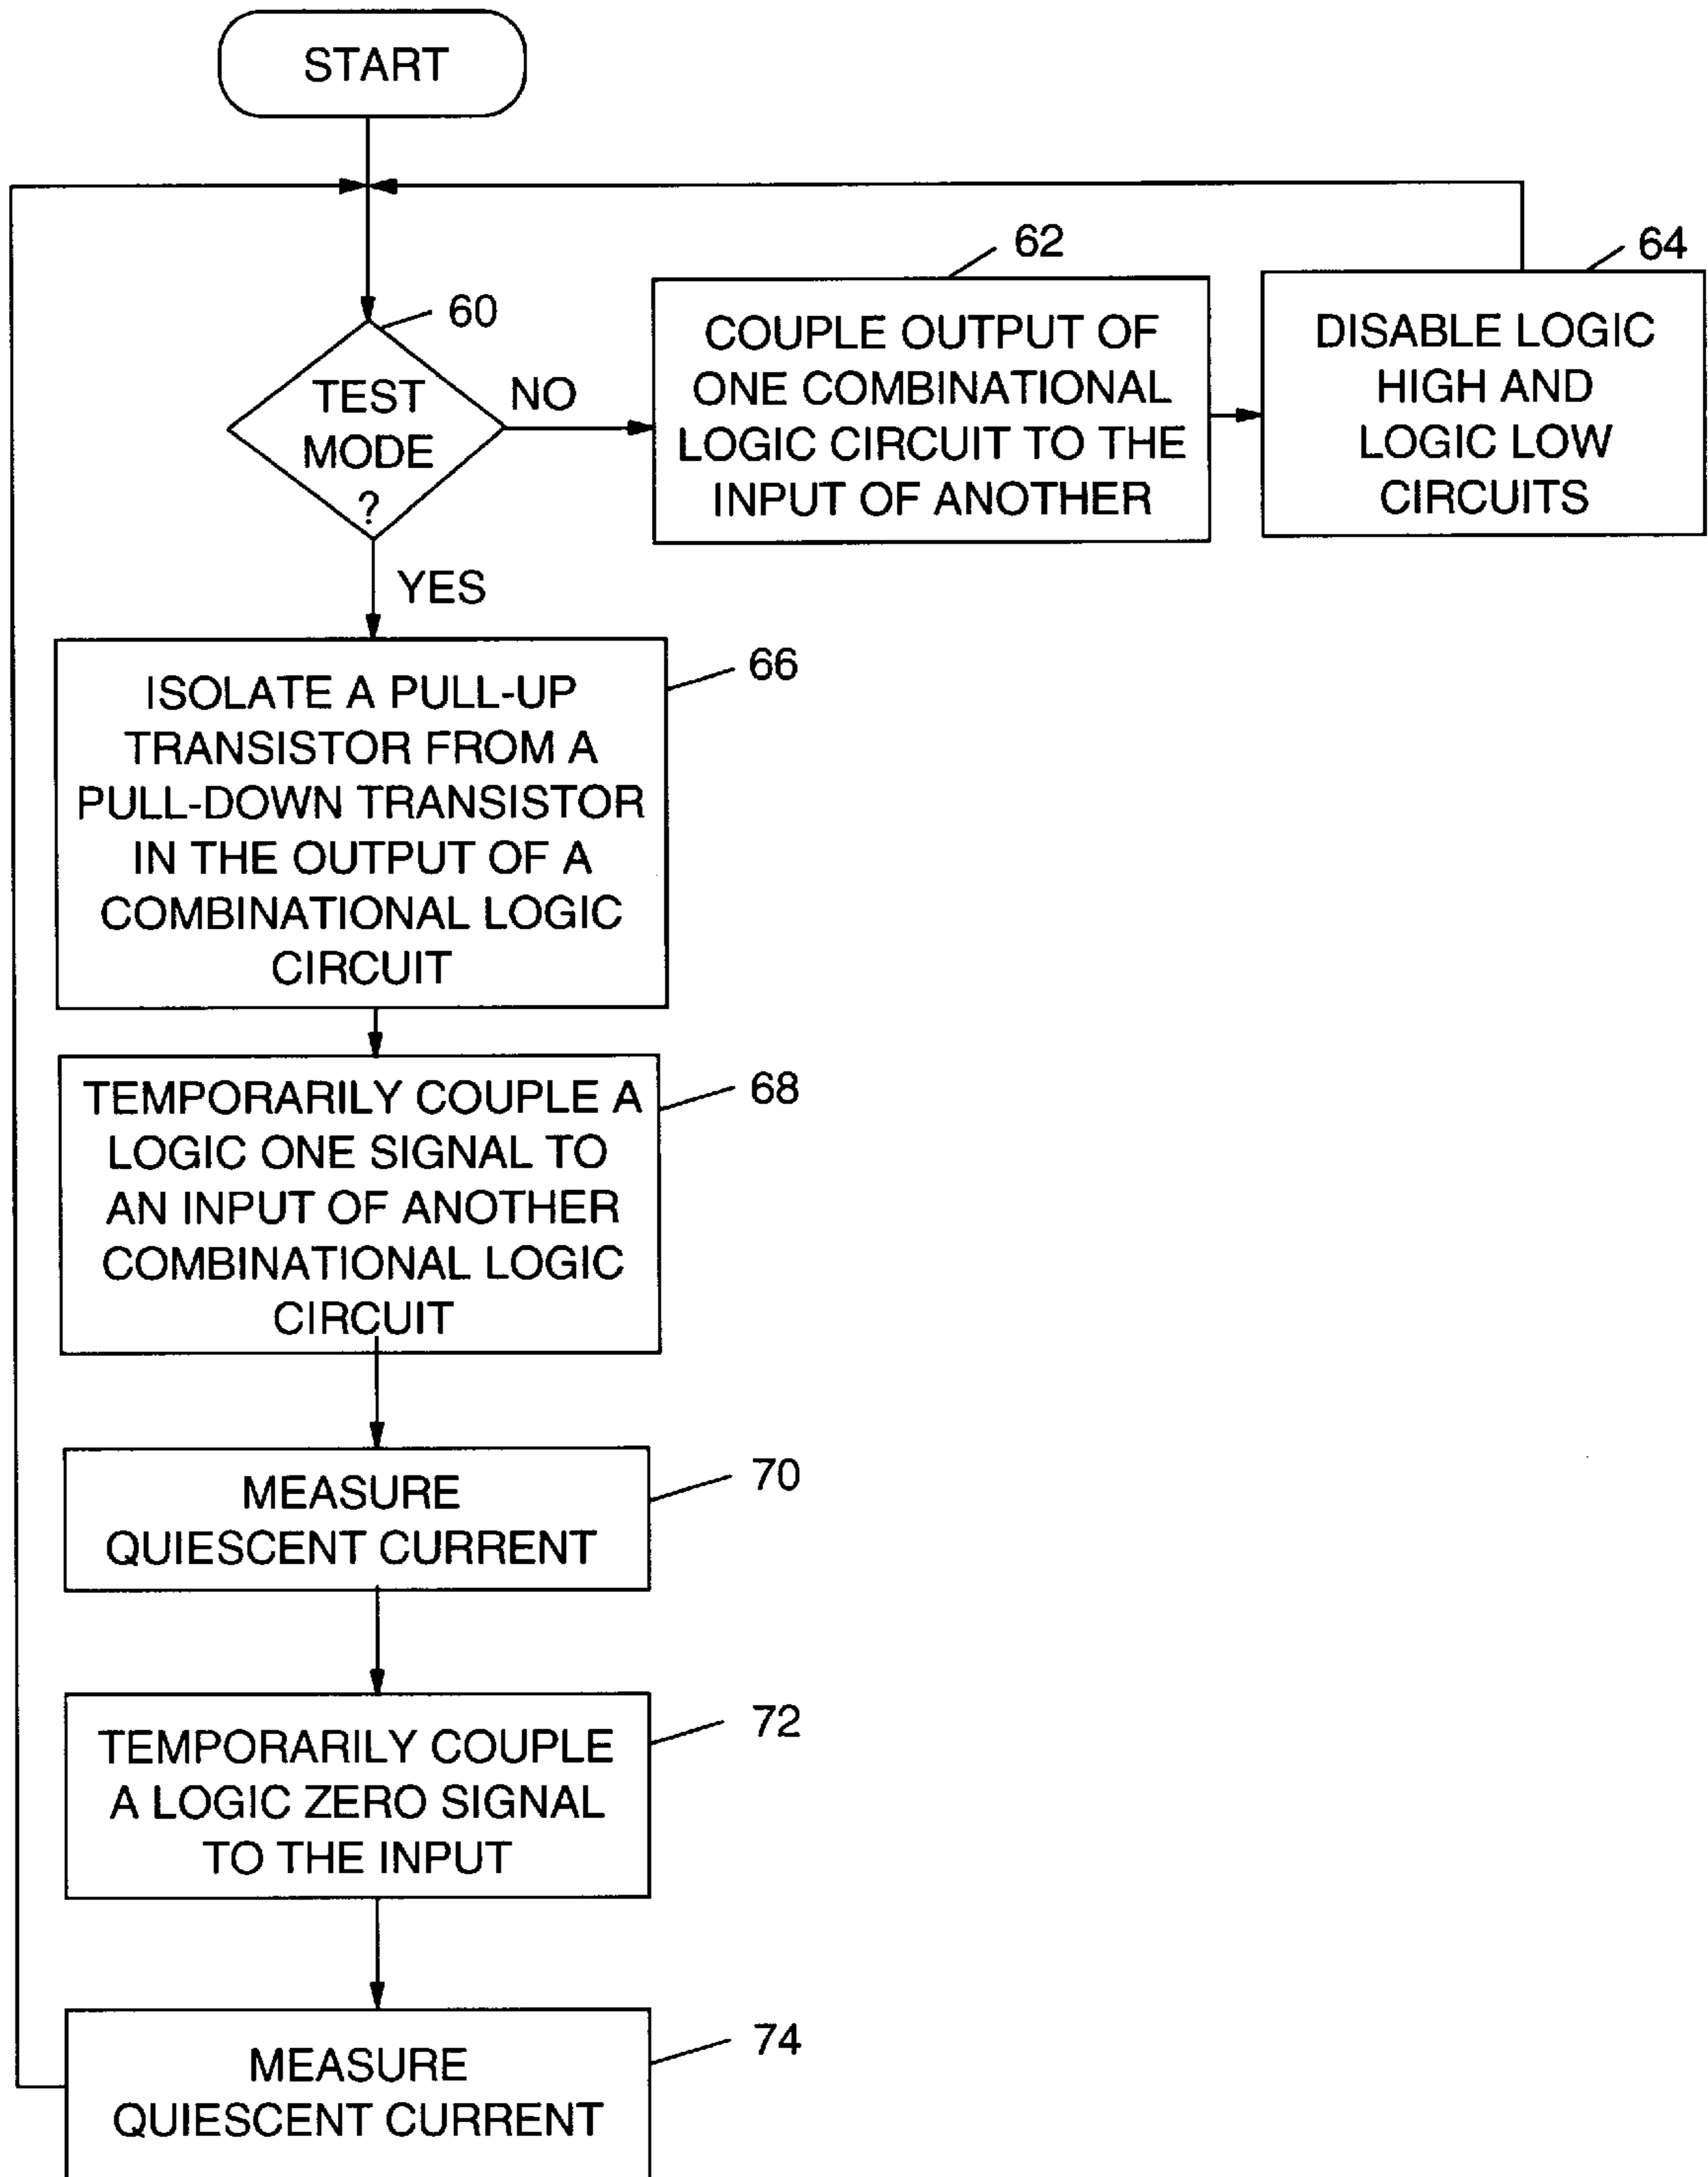 START
60
TEST
MODE
?
NO
YES
62
COUPLE OUTPUT OF
ONE COMBINATIONAL
LOGIC CIRCUIT TO THE
INPUT OF ANOTHER
64
DISABLE LOGIC
HIGH AND
LOGIC LOW
CIRCUITS
66
ISOLATE A PULL-UP
TRANSISTOR FROM A
PULL-DOWN TRANSISTOR
IN THE OUTPUT OF A
COMBINATIONAL LOGIC
CIRCUIT
68
TEMPORARILY COUPLE A
LOGIC ONE SIGNAL TO
AN INPUT OF ANOTHER
COMBINATIONAL LOGIC
CIRCUIT
70
MEASURE
QUIESCENT CURRENT
72
TEMPORARILY COUPLE
A LOGIC ZERO SIGNAL
TO THE INPUT
74
MEASURE
QUIESCENT CURRENT